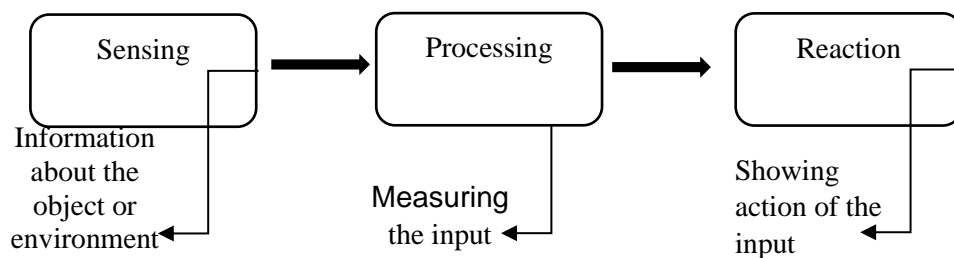 Sensing
Processing
Reaction
Information
about the
object or
environment
Measuring
the input
Showing
action of the
input